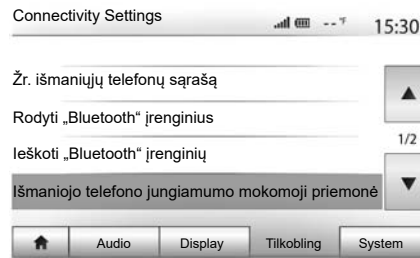 Connectivity Settings
-- °F 15:30
Žr. išmaniųjų telefonų sąrašą
Rodyti „Bluetooth“ įrenginius
Ieškoti „Bluetooth“ įrenginių
1/2
Išmaniojo telefono jungiamumo mokomoji priemonė
Audio Display Tilkobling System